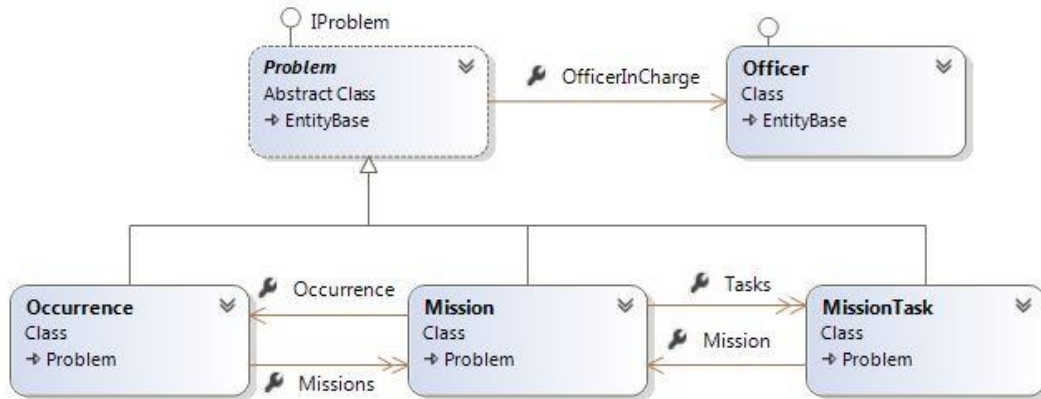 IProblem
Problem
Abstract Class
→ EntityBase
OfficerInCharge
Officer
Class
→ EntityBase
Occurrence
Class
→ Problem
Occurrence
Missions
Mission
Class
→ Problem
Tasks
Mission
MissionTask
Class
→ Problem